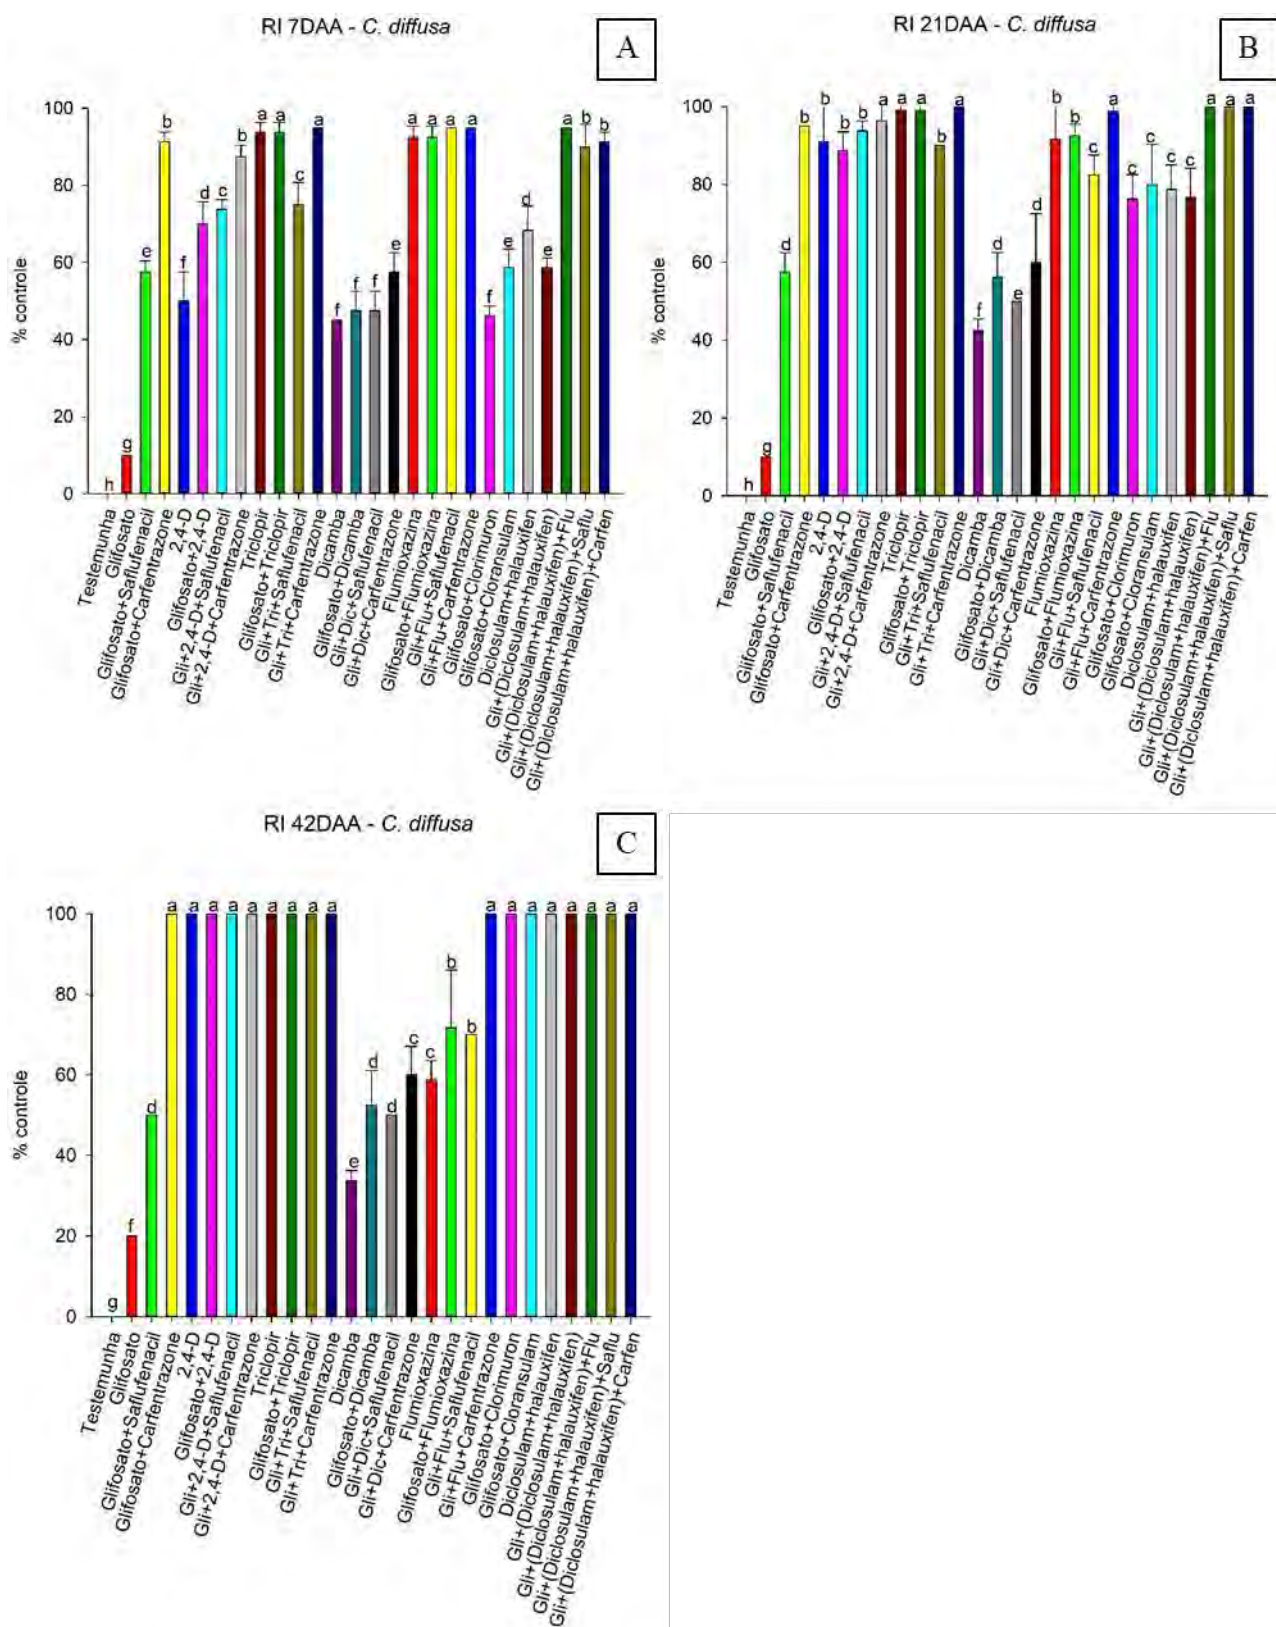 RI 7DAA - C. diffusa
A
% controle
100
80
60
40
20
0
h g e b f d c b a a c a f f f e a a a a f e d e a b b
Testemunha
Glifosato
Glifosato+Saflufenacil
Glifosato+Carfentrazone
2,4-D
Glifosato+2,4-D
Gli+2,4-D+Saflufenacil
Gli+2,4-D+Carfentrazone
Triclopir
Glifosato+Triclopir
Gli+Tri+Saflufenacil
Gli+Tri+Carfentrazone
Dicamba
Glifosato+Dicamba
Gli+Dic+Saflufenacil
Gli+Dic+Carfentrazone
Flumioxazina
Glifosato+Flumioxazina
Gli+Flu+Saflufenacil
Gli+Flu+Carfentrazone
Glifosato+Clorimuron
Glifosato+Cloransulam
Diclosulam+halauxifen
Gli+(Diclosulam+halauxifen)
Gli+(Diclosulam+halauxifen)+Flu
Gli+(Diclosulam+halauxifen)+Saflu
Gli+(Diclosulam+halauxifen)+Carfen
RI 21DAA - C. diffusa
B
% controle
100
80
60
40
20
0
h g d b b b b a a a b a f d e d b b c a c c c c a a a
Testemunha
Glifosato
Glifosato+Saflufenacil
Glifosato+Carfentrazone
2,4-D
Glifosato+2,4-D
Gli+2,4-D+Saflufenacil
Gli+2,4-D+Carfentrazone
Triclopir
Glifosato+Triclopir
Gli+Tri+Saflufenacil
Gli+Tri+Carfentrazone
Dicamba
Glifosato+Dicamba
Gli+Dic+Saflufenacil
Gli+Dic+Carfentrazone
Flumioxazina
Glifosato+Flumioxazina
Gli+Flu+Saflufenacil
Gli+Flu+Carfentrazone
Glifosato+Clorimuron
Glifosato+Cloransulam
Diclosulam+halauxifen
Gli+(Diclosulam+halauxifen)
Gli+(Diclosulam+halauxifen)+Flu
Gli+(Diclosulam+halauxifen)+Saflu
Gli+(Diclosulam+halauxifen)+Carfen
RI 42DAA - C. diffusa
C
% controle
100
80
60
40
20
0
g f d a a a a a a a a a e d d c c b b a a a a a a a a
Testemunha
Glifosato
Glifosato+Saflufenacil
Glifosato+Carfentrazone
2,4-D
Glifosato+2,4-D
Gli+2,4-D+Saflufenacil
Gli+2,4-D+Carfentrazone
Triclopir
Glifosato+Triclopir
Gli+Tri+Saflufenacil
Gli+Tri+Carfentrazone
Dicamba
Glifosato+Dicamba
Gli+Dic+Saflufenacil
Gli+Dic+Carfentrazone
Flumioxazina
Glifosato+Flumioxazina
Gli+Flu+Saflufenacil
Gli+Flu+Carfentrazone
Glifosato+Clorimuron
Glifosato+Cloransulam
Diclosulam+halauxifen
Gli+(Diclosulam+halauxifen)
Gli+(Diclosulam+halauxifen)+Flu
Gli+(Diclosulam+halauxifen)+Saflu
Gli+(Diclosulam+halauxifen)+Carfen